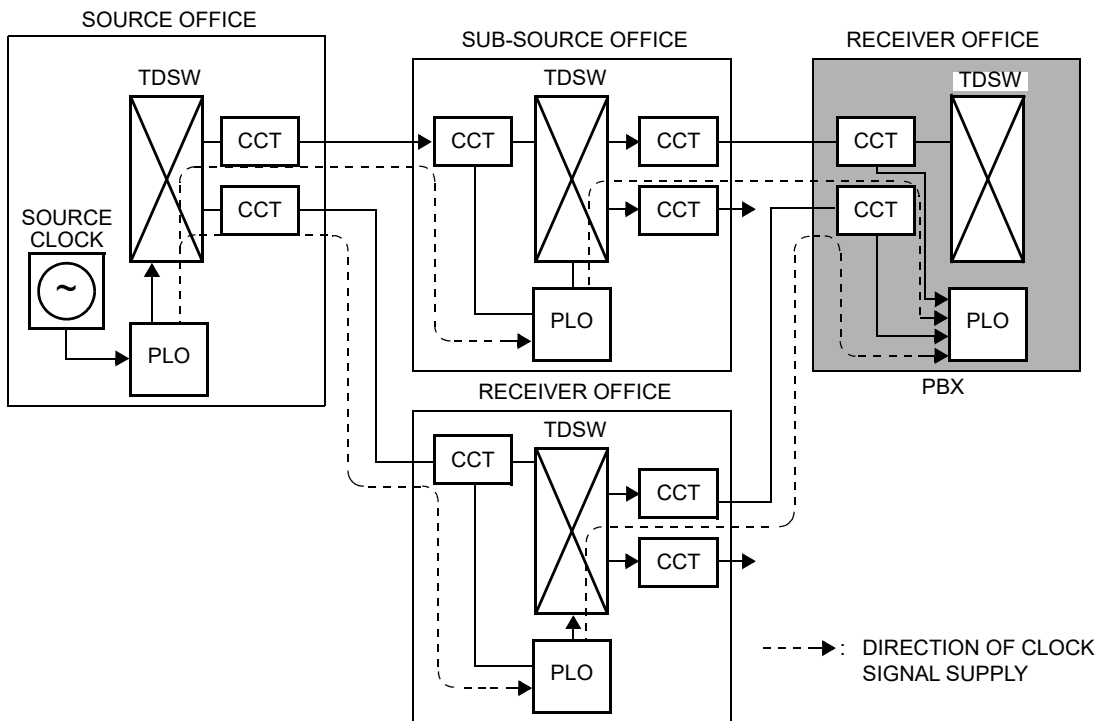 SOURCE OFFICE
SUB-SOURCE OFFICE
RECEIVER OFFICE
TDSW
TDSW
TDSW
CCT
CCT
CCT
CCT
CCT
CCT
CCT
SOURCE
CLOCK
~
PLO
PLO
PLO
PBX
RECEIVER OFFICE
TDSW
CCT
CCT
CCT
PLO
: DIRECTION OF CLOCK
SIGNAL SUPPLY